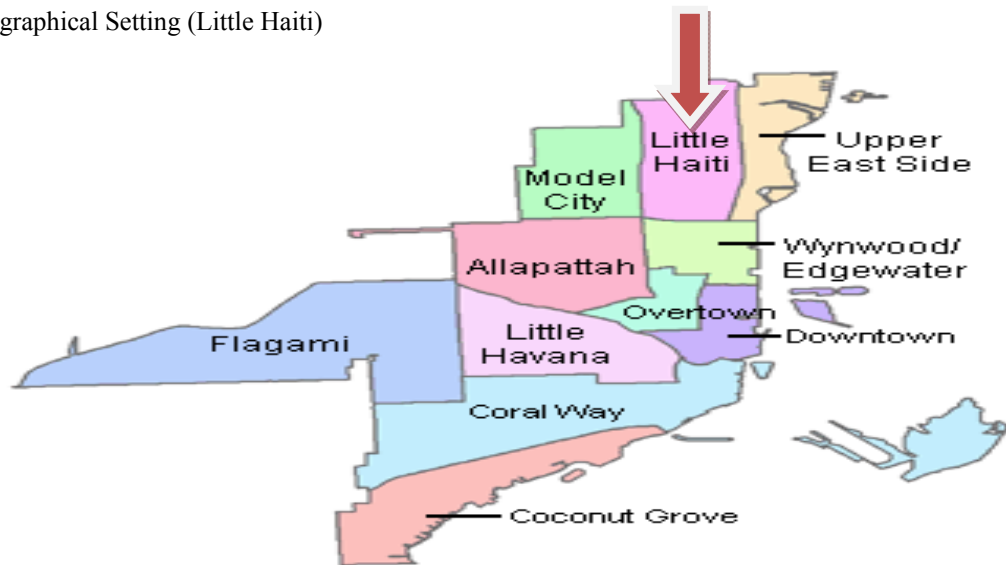 graphical Setting (Little Haiti)
Little
Haiti
Upper
East Side
Model
City
Wynwood/
Edgewater
Allapattah
Overtown
Downtown
Flagami
Little
Havana
Coral Way
Coconut Grove